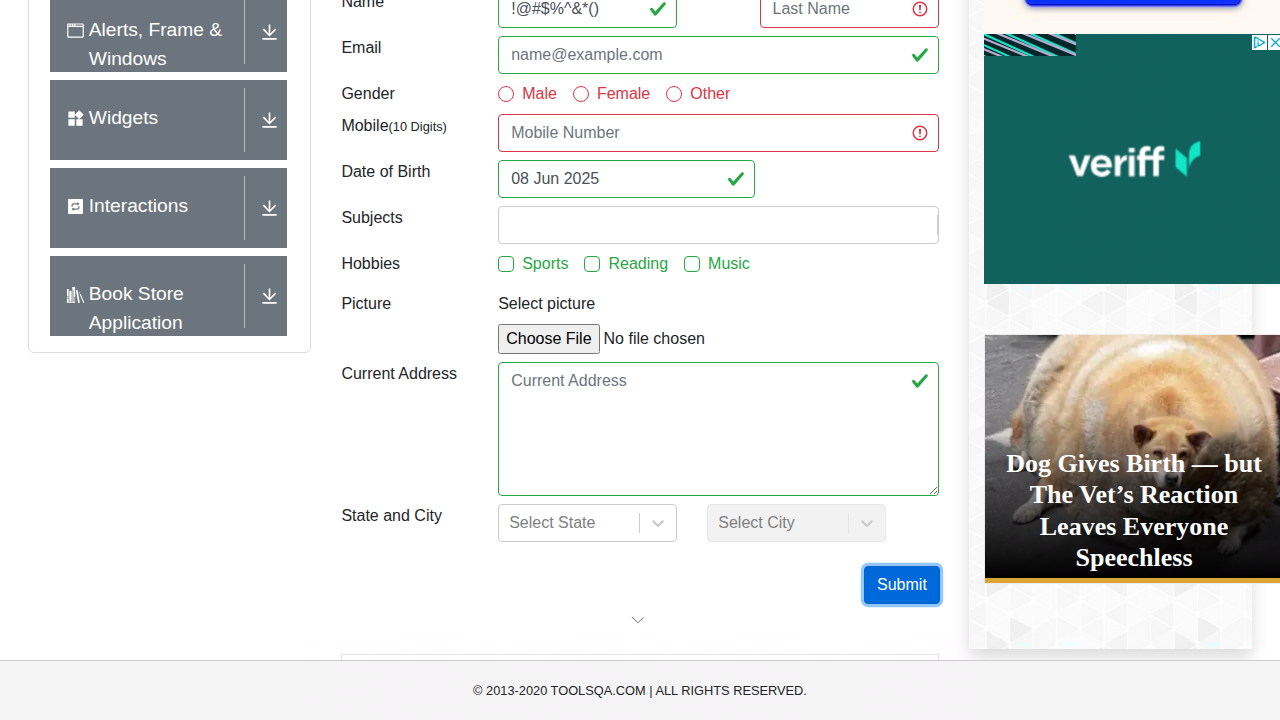 Alerts, Frame &
Windows
Widgets
Interactions
Book Store
Application
Name
!@#$%^&*()
Last Name
Email
name@example.com
Gender
Male
Female
Other
Mobile(10 Digits)
Mobile Number
Date of Birth
08 Jun 2025
Subjects
Hobbies
Sports
Reading
Music
Picture
Select picture
Choose File No file chosen
Current Address
Current Address
State and City
Select State
Select City
Submit
veriff
Dog Gives Birth — but
The Vet’s Reaction
Leaves Everyone
Speechless
© 2013-2020 TOOLSQA.COM | ALL RIGHTS RESERVED.